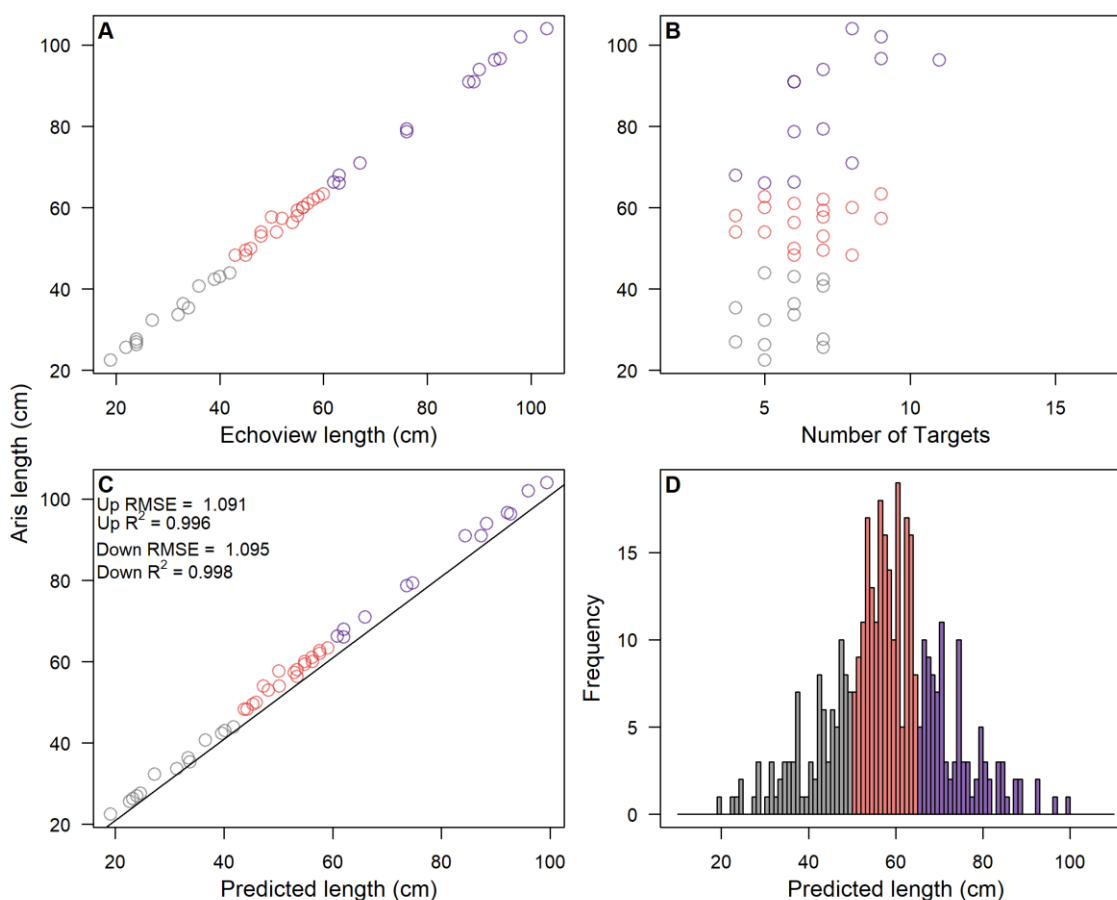 A
100
80
60
40
20
20 40 60 80 100
Echoview length (cm)
B
100
80
60
40
20
5 10 15
Number of Targets
Aris length (cm)
C
Up RMSE = 1.091
Up R² = 0.996
Down RMSE = 1.095
Down R² = 0.998
100
80
60
40
20
20 40 60 80 100
Predicted length (cm)
D
Frequency
15
10
5
0
20 40 60 80 100
Predicted length (cm)